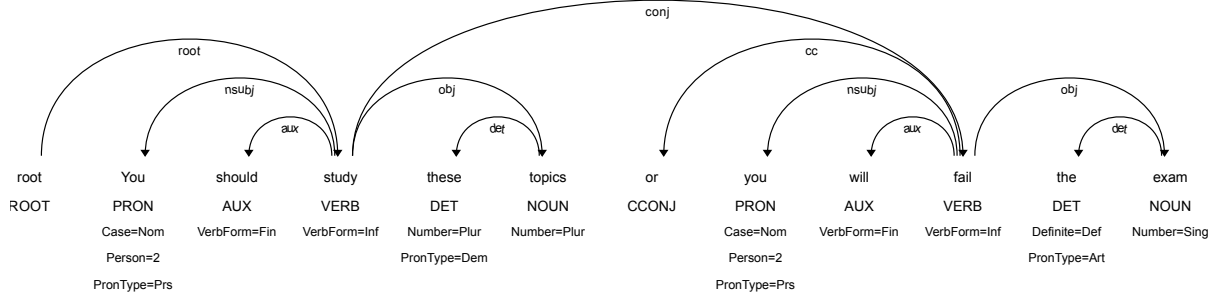 conj
root cc
nsubj obj nsubj obj
aux det aux det
root You should study these topics or you will fail the exam
ROOT PRON AUX VERB DET NOUN CCONJ PRON AUX VERB DET NOUN
Case=Nom VerbForm=Fin VerbForm=Inf Number=Plur Number=Plur Case=Nom VerbForm=Fin VerbForm=Inf Definite=Def Number=Sing
Person=2 PronType=Dem Person=2 PronType=Art
PronType=Prs PronType=Prs